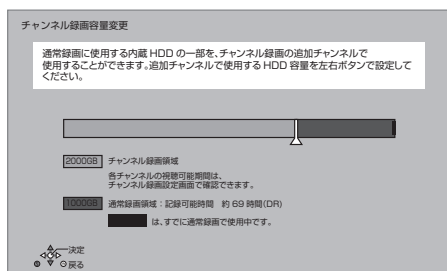 チャンネル録画容量変更
通常録画に使用する内蔵 HDD の一部を、チャンネル録画の追加チャンネルで
使用することができます。追加チャンネルで使用する HDD 容量を左右ボタンで設定して
ください。
2000GB チャンネル録画領域
各チャンネルの視聴可能期間は、
チャンネル録画設定画面で確認できます。
1000GB 通常録画領域：記録可能時間 約 69 時間(DR)
は、すでに通常録画で使用中です。
決定
戻る